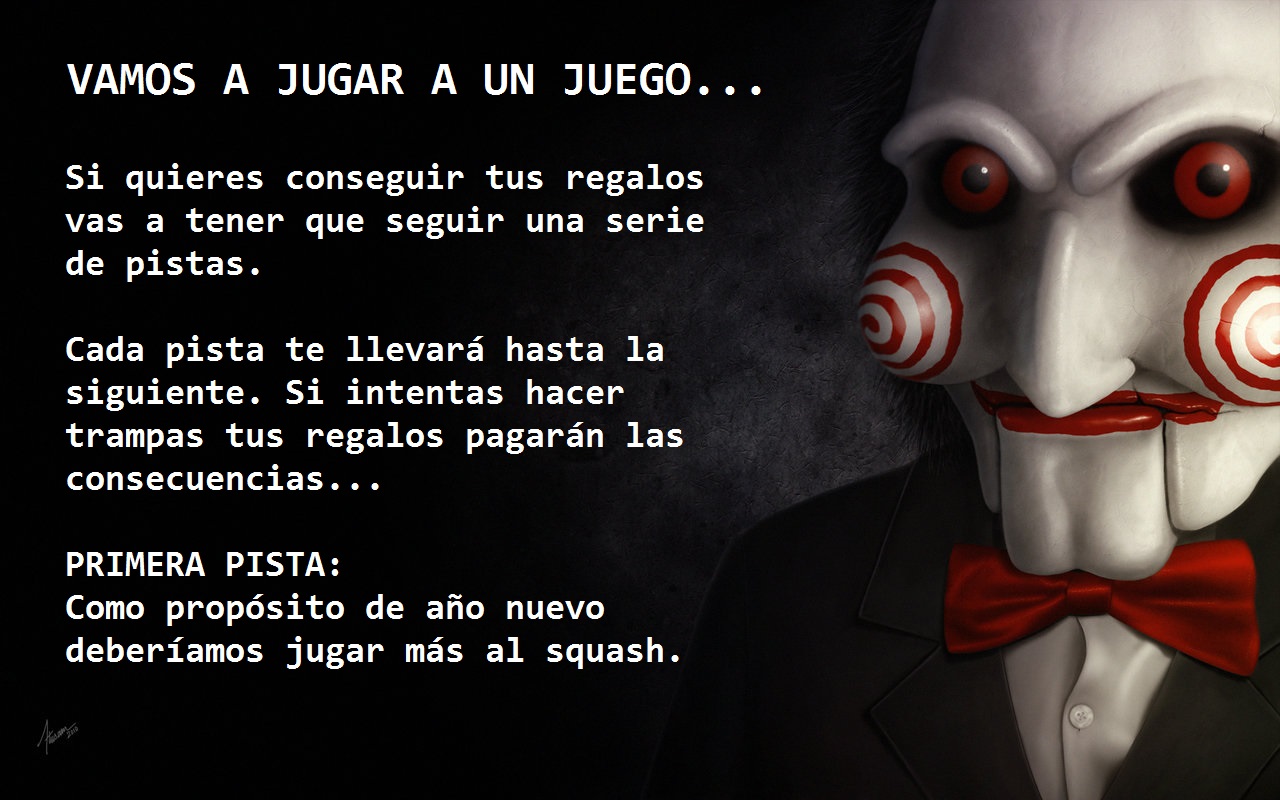 VAMOS A JUGAR A UN JUEGO...
Si quieres conseguir tus regalos
vas a tener que seguir una serie
de pistas.
Cada pista te llevará hasta la
siguiente. Si intentas hacer
trampas tus regalos pagarán las
consecuencias...
PRIMERA PISTA:
Como propósito de año nuevo
deberíamos jugar más al squash.